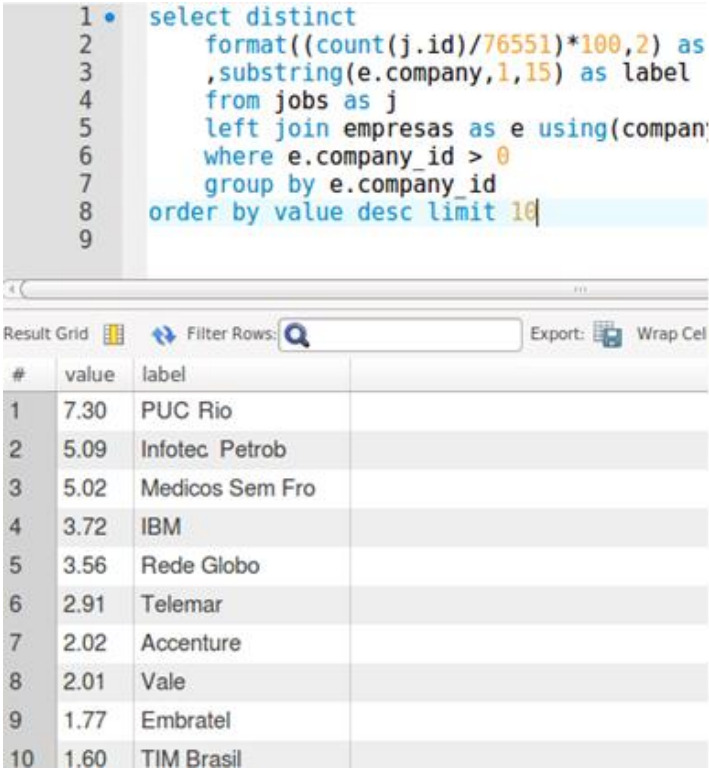 1 select distinct
2 format((count(j.id)/76551)*100,2) as
3 ,substring(e.company,1,15) as label
4 from jobs as j
5 left join empresas as e using(company
6 where e.company_id > 0
7 group by e.company_id
8 order by value desc limit 10
9
Result Grid Filter Rows: Export: Wrap Cel
# value label
1 7.30 PUC Rio
2 5.09 Infotec Petrob
3 5.02 Medicos Sem Fro
4 3.72 IBM
5 3.56 Rede Globo
6 2.91 Telemar
7 2.02 Accenture
8 2.01 Vale
9 1.77 Embratel
10 1.60 TIM Brasil